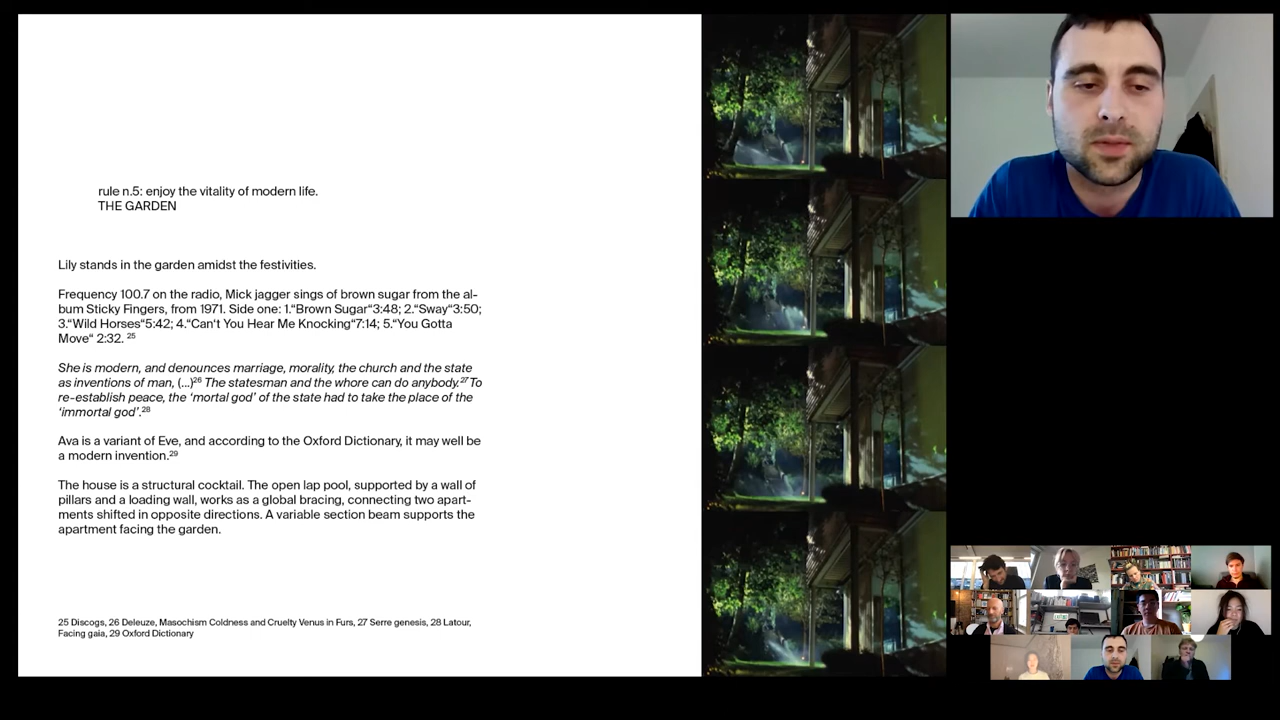 rule n.5: enjoy the vitality of modern life.
THE GARDEN
Lily stands in the garden amidst the festivities.
Frequency 100.7 on the radio, Mick jagger sings of brown sugar from the al-
bum Sticky Fingers, from 1971. Side one: 1.“Brown Sugar“3:48; 2.“Sway“3:50;
3.“Wild Horses“5:42; 4.“Can‘t You Hear Me Knocking“7:14; 5.“You Gotta
Move“ 2:32. 25
She is modern, and denounces marriage, morality, the church and the state
as inventions of man, (...)26 The statesman and the whore can do anybody.27 To
re-establish peace, the ‘mortal god’ of the state had to take the place of the
‘immortal god’.28
Ava is a variant of Eve, and according to the Oxford Dictionary, it may well be
a modern invention.29
The house is a structural cocktail. The open lap pool, supported by a wall of
pillars and a loading wall, works as a global bracing, connecting two apart-
ments shifted in opposite directions. A variable section beam supports the
apartment facing the garden.
25 Discogs, 26 Deleuze, Masochism Coldness and Cruelty Venus in Furs, 27 Serre genesis, 28 Latour,
Facing gaia, 29 Oxford Dictionary